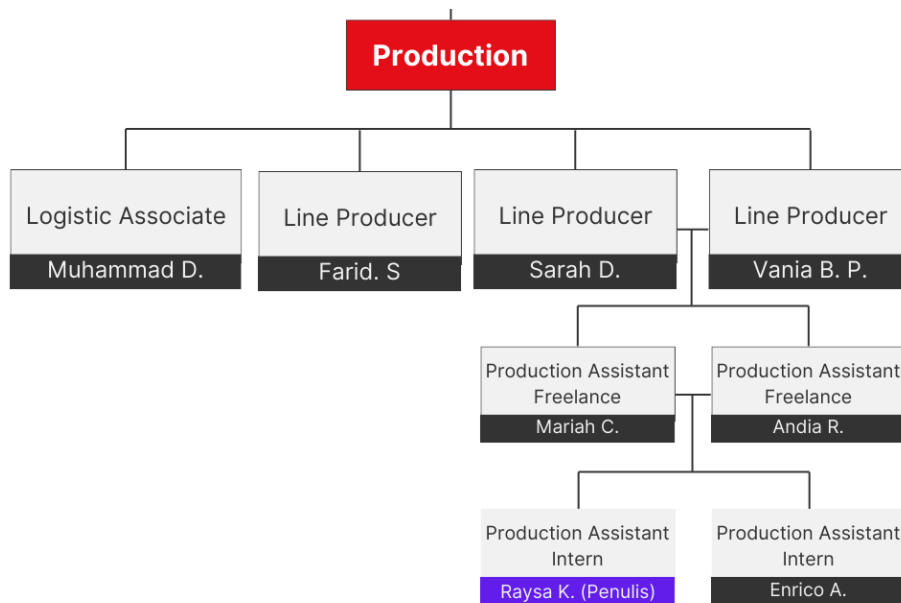 Production
Logistic Associate
Muhammad D.
Line Producer
Farid. S
Line Producer
Sarah D.
Line Producer
Vania B. P.
Production Assistant
Freelance
Mariah C.
Production Assistant
Freelance
Andia R.
Production Assistant
Intern
Raysa K. (Penulis)
Production Assistant
Intern
Enrico A.